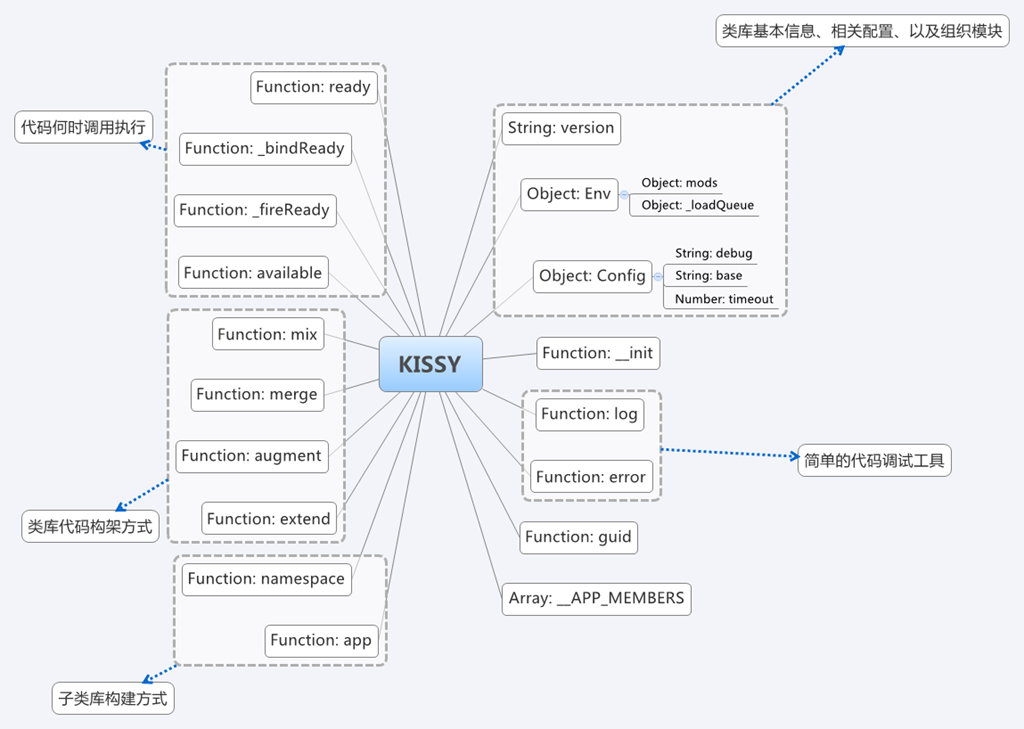 类库基本信息、相关配置、以及组织模块
Function: ready
代码何时调用执行
Function: _bindReady
Function: _fireReady
Function: available
String: version
Object: Env
Object: mods
Object: _loadQueue
Object: Config
String: debug
String: base
Number: timeout
Function: mix
Function: merge
Function: augment
Function: extend
类库代码构架方式
KISSY
Function: __init
Function: log
Function: error
简单的代码调试工具
Function: guid
Array: __APP_MEMBERS
Function: namespace
Function: app
子类库构建方式